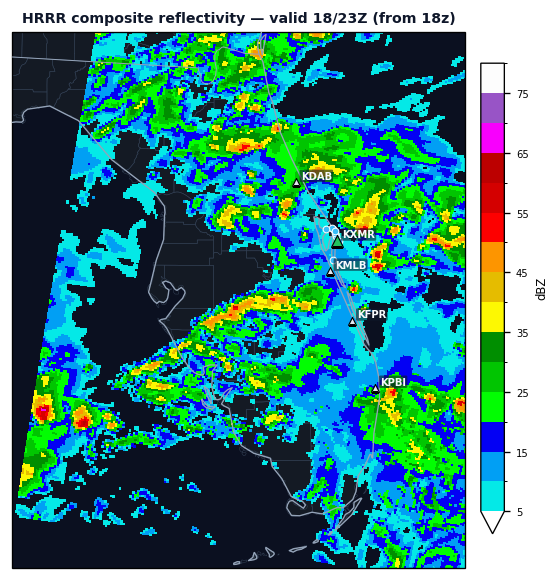 HRRR composite reflectivity — valid 18/23Z (from 18z)
KDAB
KXMR
KMLB
KFPR
KPBI
75
65
55
45
35
25
15
5
dBZ